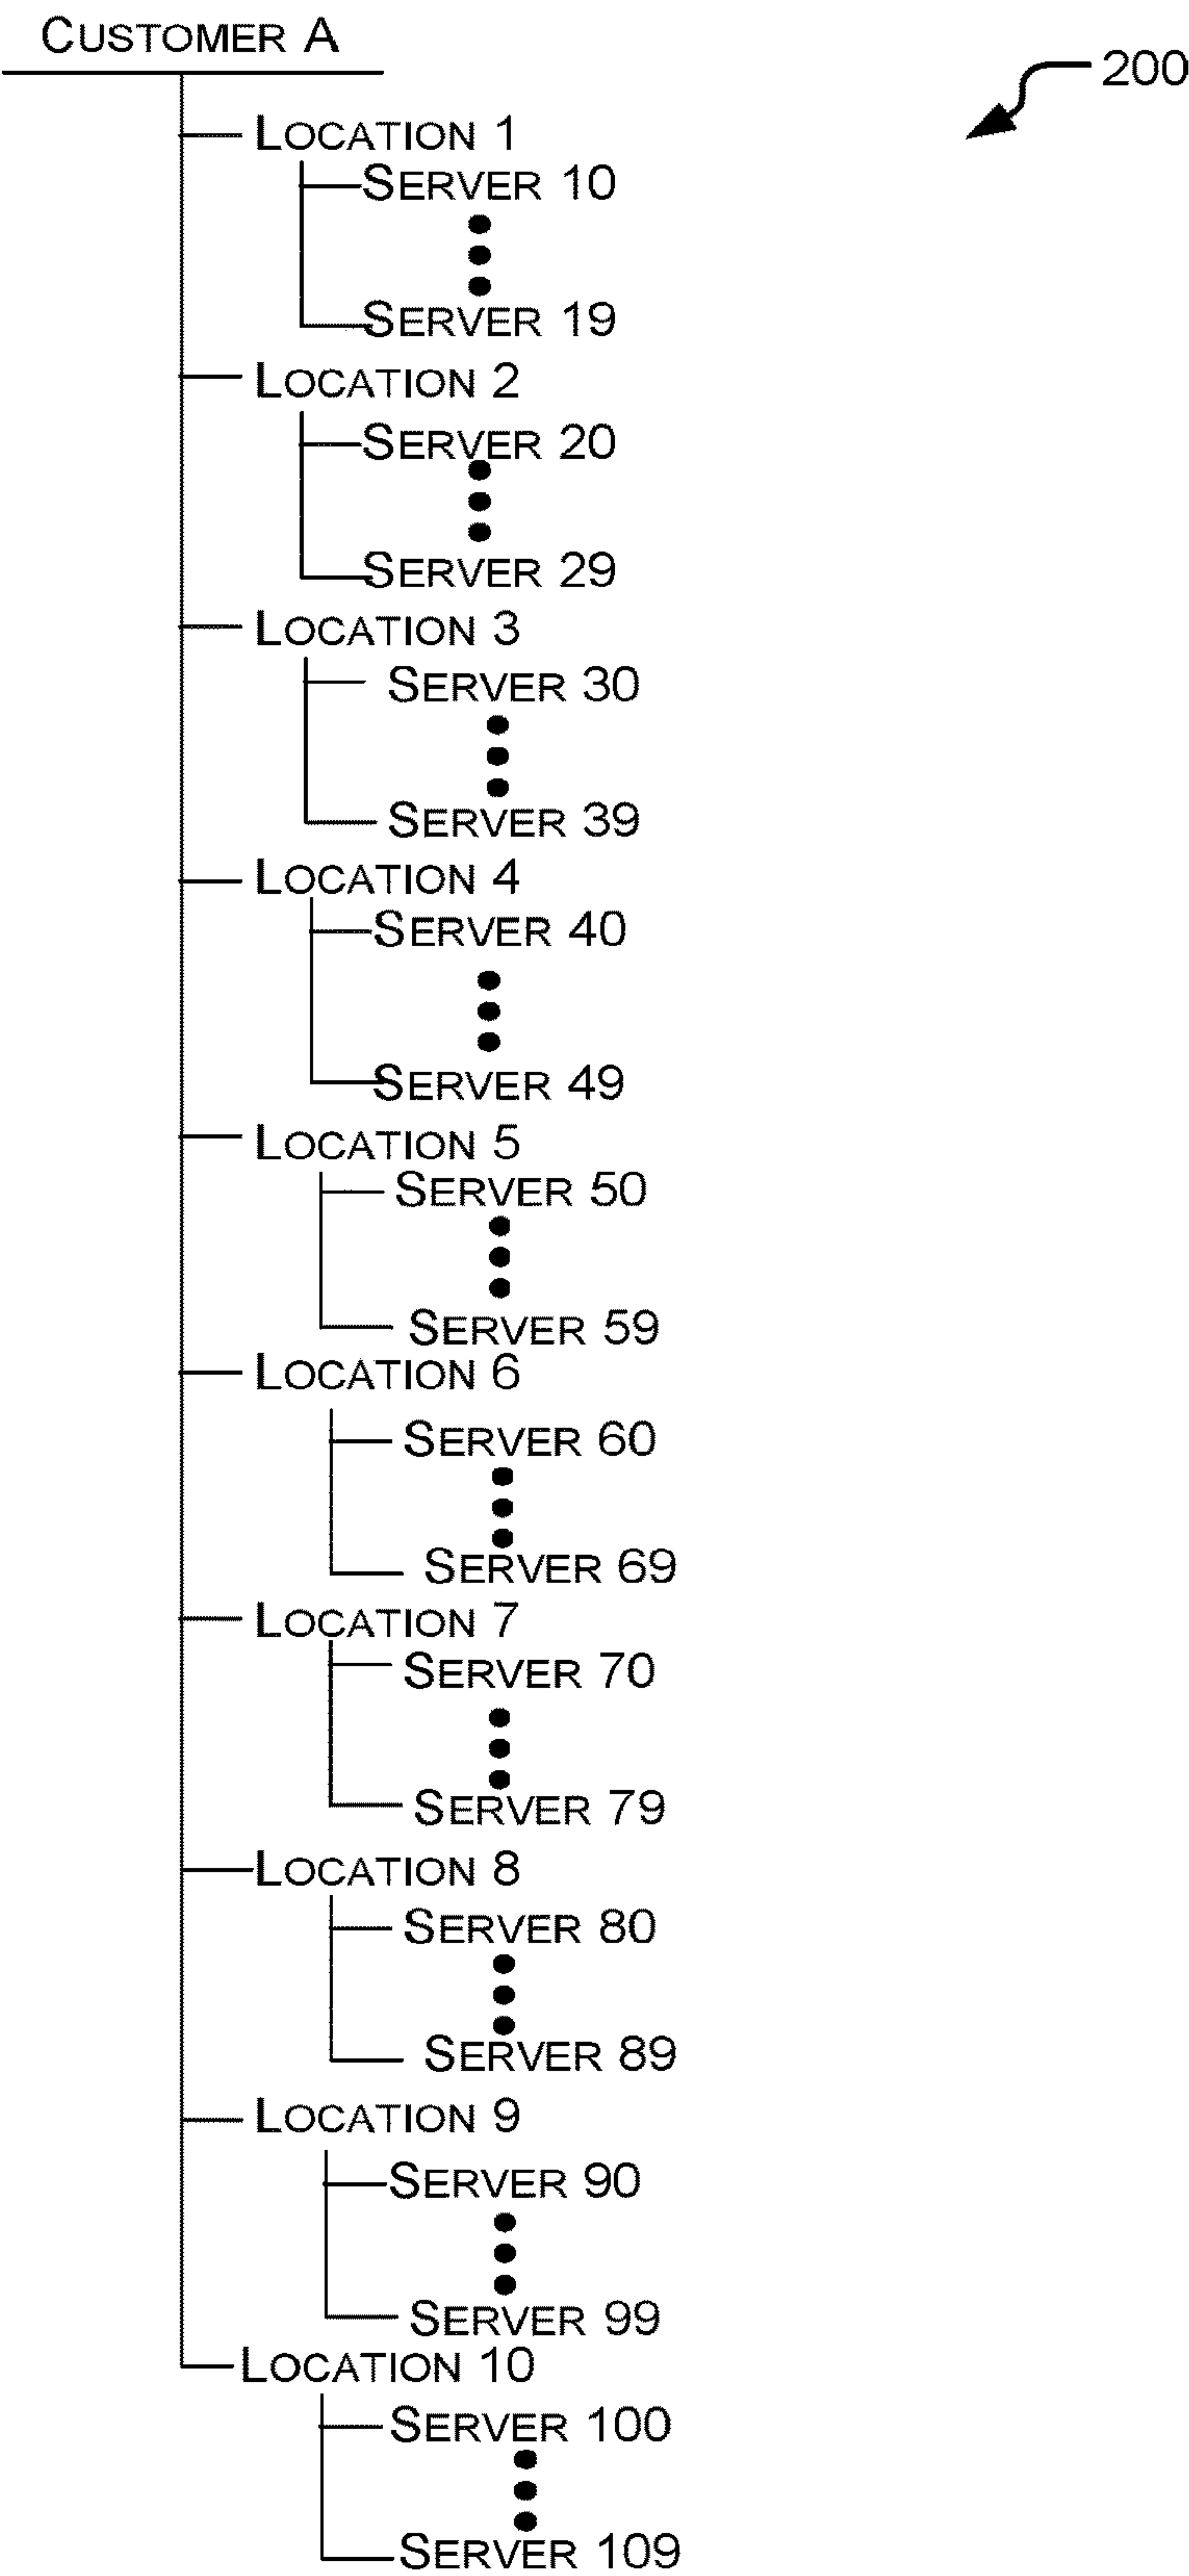 CUSTOMER A
200
LOCATION 1
SERVER 10
SERVER 19
LOCATION 2
SERVER 20
SERVER 29
LOCATION 3
SERVER 30
SERVER 39
LOCATION 4
SERVER 40
SERVER 49
LOCATION 5
SERVER 50
SERVER 59
LOCATION 6
SERVER 60
SERVER 69
LOCATION 7
SERVER 70
SERVER 79
LOCATION 8
SERVER 80
SERVER 89
LOCATION 9
SERVER 90
SERVER 99
LOCATION 10
SERVER 100
SERVER 109